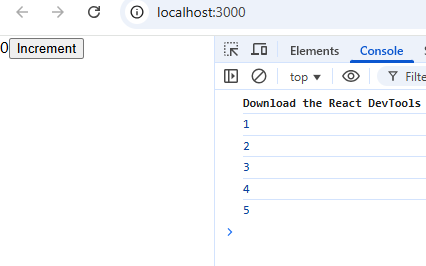 localhost:3000
0 Increment
Elements Console
top Filte
Download the React DevTools
1
2
3
4
5